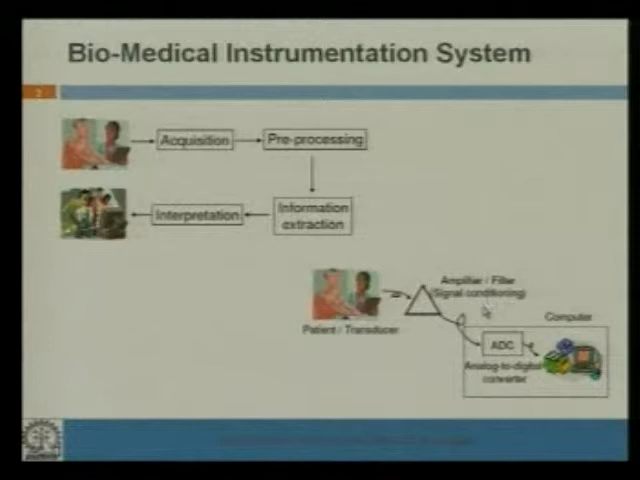 Bio-Medical Instrumentation System
2
Acquisition
Pre-processing
Interpretation
Information
extraction
Amplifier / Filter
(Signal conditioning)
Patient / Transducer
Computer
ADC
Analog-to-digital
converter